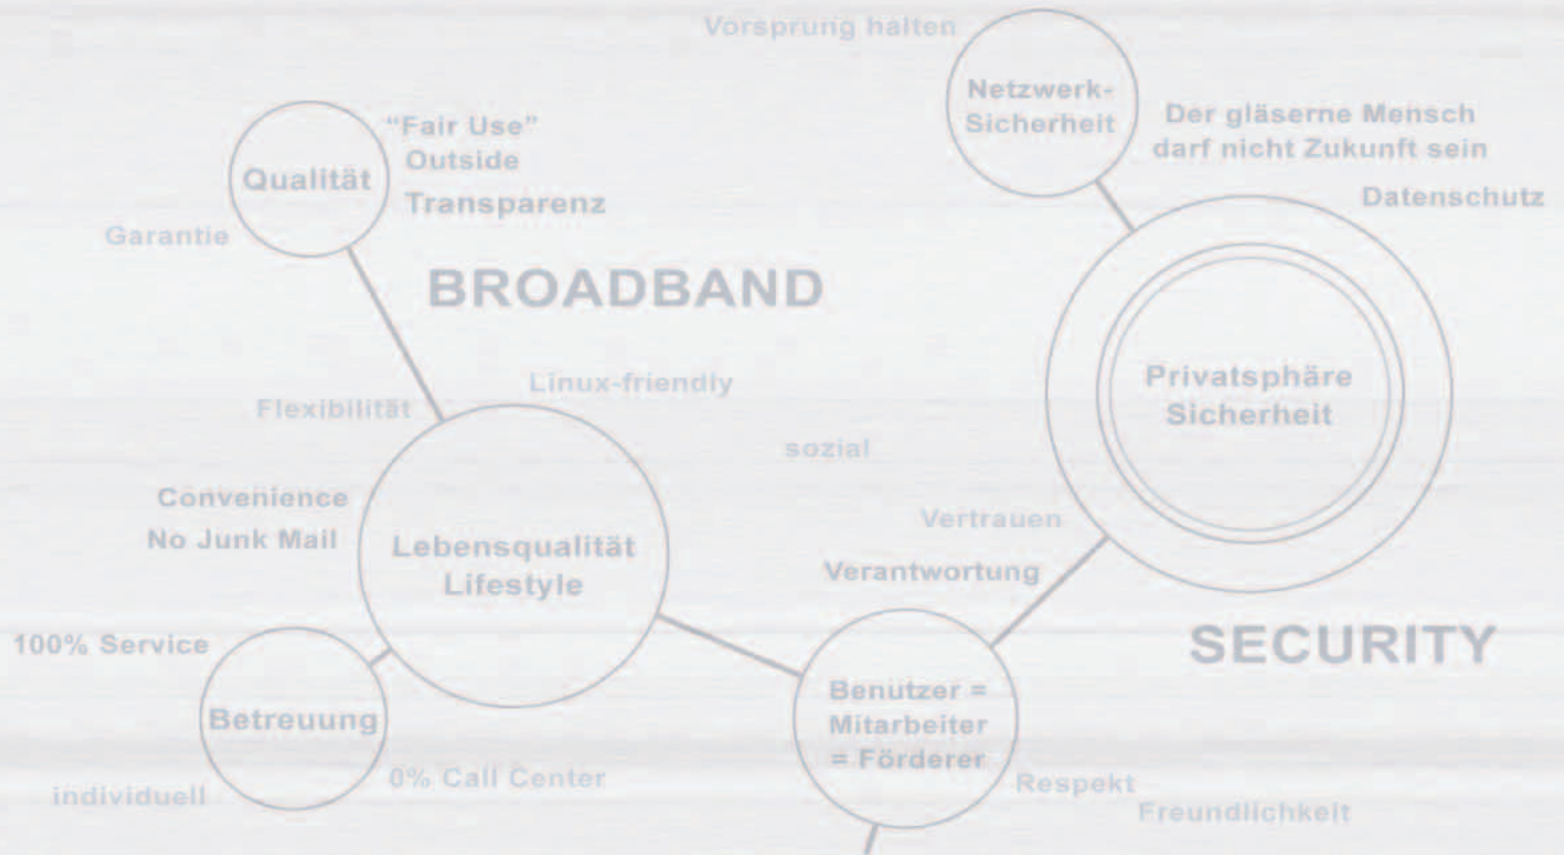 Vorsprung halten
Netzwerk-
Sicherheit
Der gläserne Mensch
darf nicht Zukunft sein
Datenschutz
"Fair Use"
Outside
Transparenz
Qualität
Garantie
BROADBAND
Linux-friendly
Flexibilität
sozial
Privatsphäre
Sicherheit
Convenience
No Junk Mail
Lebensqualität
Lifestyle
Vertrauen
Verantwortung
SECURITY
100% Service
Betreuung
individuell
0% Call Center
Benutzer =
Mitarbeiter
= Förderer
Respekt
Freundlichkeit